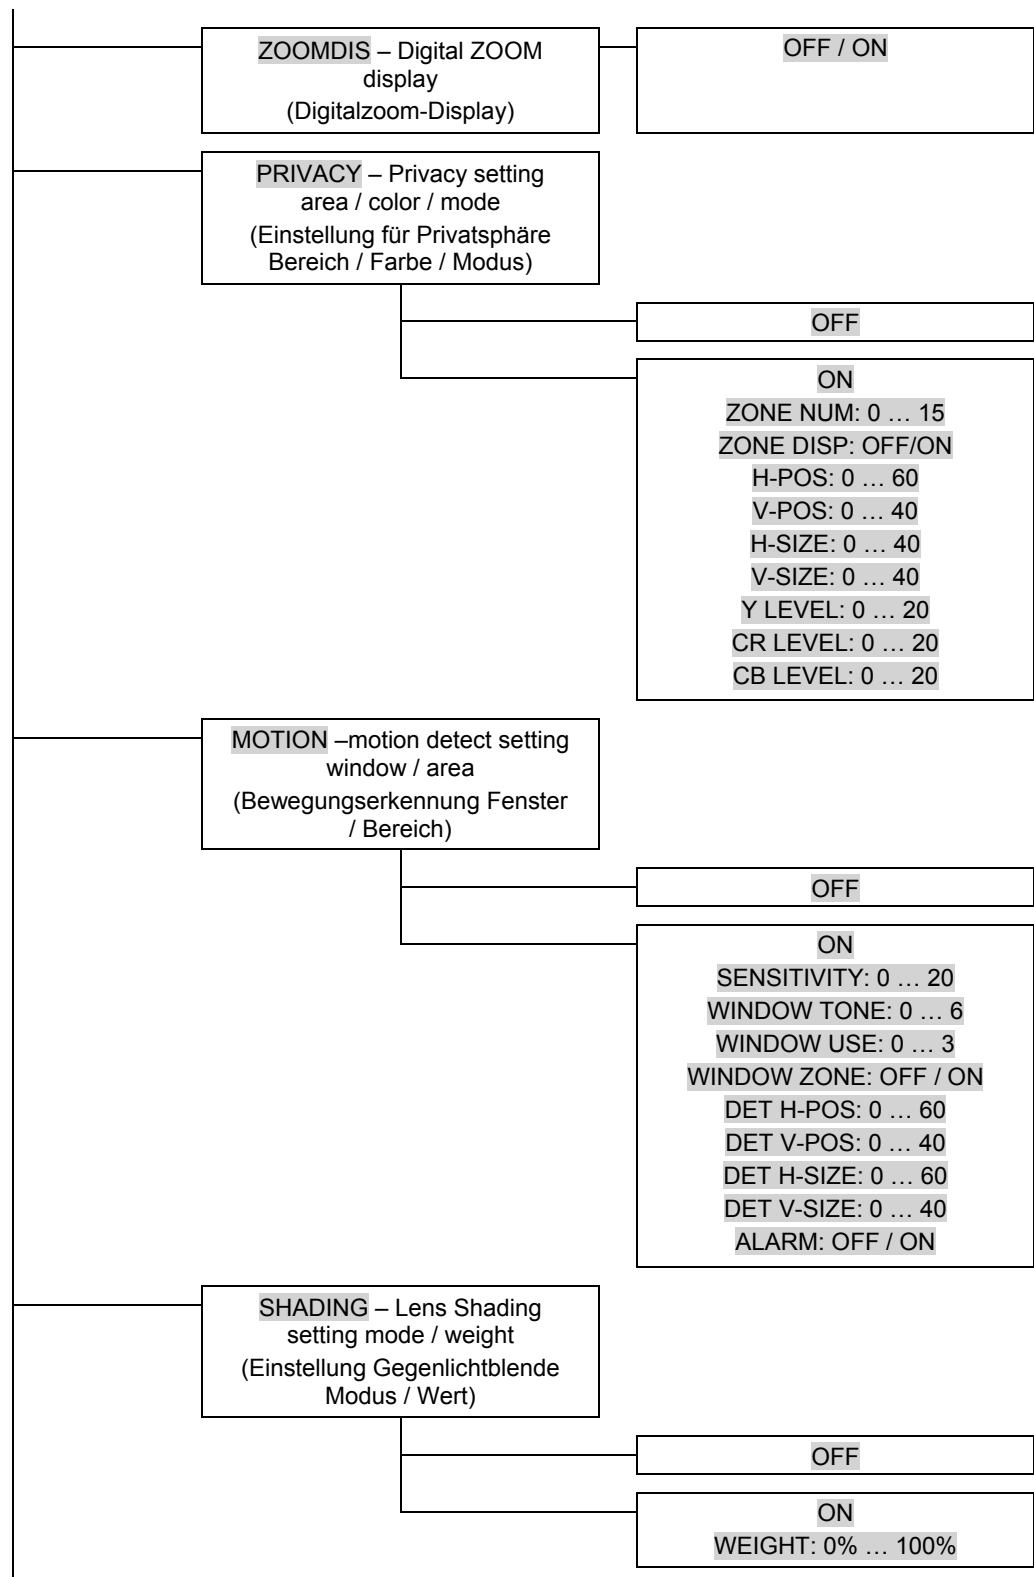 ZOOMDIS – Digital ZOOM
display
(Digitalzoom-Display)
OFF / ON
PRIVACY – Privacy setting
area / color / mode
(Einstellung für Privatsphäre
Bereich / Farbe / Modus)
OFF
ON
ZONE NUM: 0 … 15
ZONE DISP: OFF/ON
H-POS: 0 … 60
V-POS: 0 … 40
H-SIZE: 0 … 40
V-SIZE: 0 … 40
Y LEVEL: 0 … 20
CR LEVEL: 0 … 20
CB LEVEL: 0 … 20
MOTION –motion detect setting
window / area
(Bewegungserkennung Fenster
/ Bereich)
OFF
ON
SENSITIVITY: 0 … 20
WINDOW TONE: 0 … 6
WINDOW USE: 0 … 3
WINDOW ZONE: OFF / ON
DET H-POS: 0 … 60
DET V-POS: 0 … 40
DET H-SIZE: 0 … 60
DET V-SIZE: 0 … 40
ALARM: OFF / ON
SHADING – Lens Shading
setting mode / weight
(Einstellung Gegenlichtblende
Modus / Wert)
OFF
ON
WEIGHT: 0% … 100%